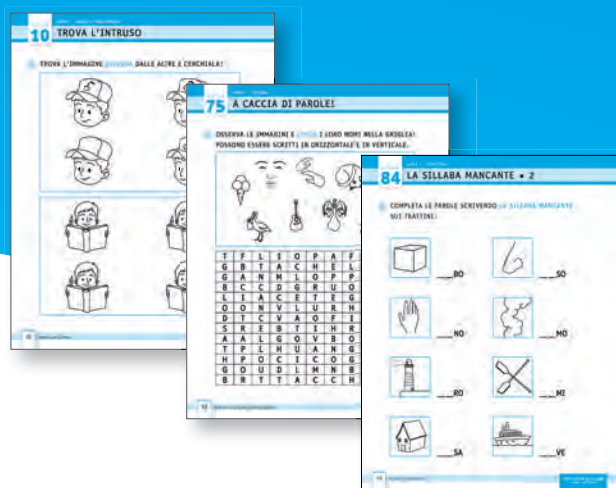 10 TROVA L'INTRUSO
TROVA L'IMMAGINE DIVERSA DALLE ALTRE E CERCHIALA!
75 A CACCIA DI PAROLE!
OSSERVA LE IMMAGINI E CERCA I LORO NOMI NELLA GRIGLIA!
POSSONO ESSERE SCRITTI IN ORIZZONTALE E IN VERTICALE.
T F L I O P A F
G B T A C H E L
G A N M L O P P
B C C D G R U O
L I A C E T E G
O O N V L U R H
D T C V A O F I
S R E B T I H R
A A L G O V B O
T P L H U A N G
H P O C I C O G
G O U D L M N B
B R T T A C C H
84 LA SILLABA MANCANTE • 2
COMPLETA LE PAROLE SCRIVENDO LA SILLABA MANCANTE
SUI TRATTINI!
___BO ___SO
___NO ___MO
___RO ___MI
___SA ___VE